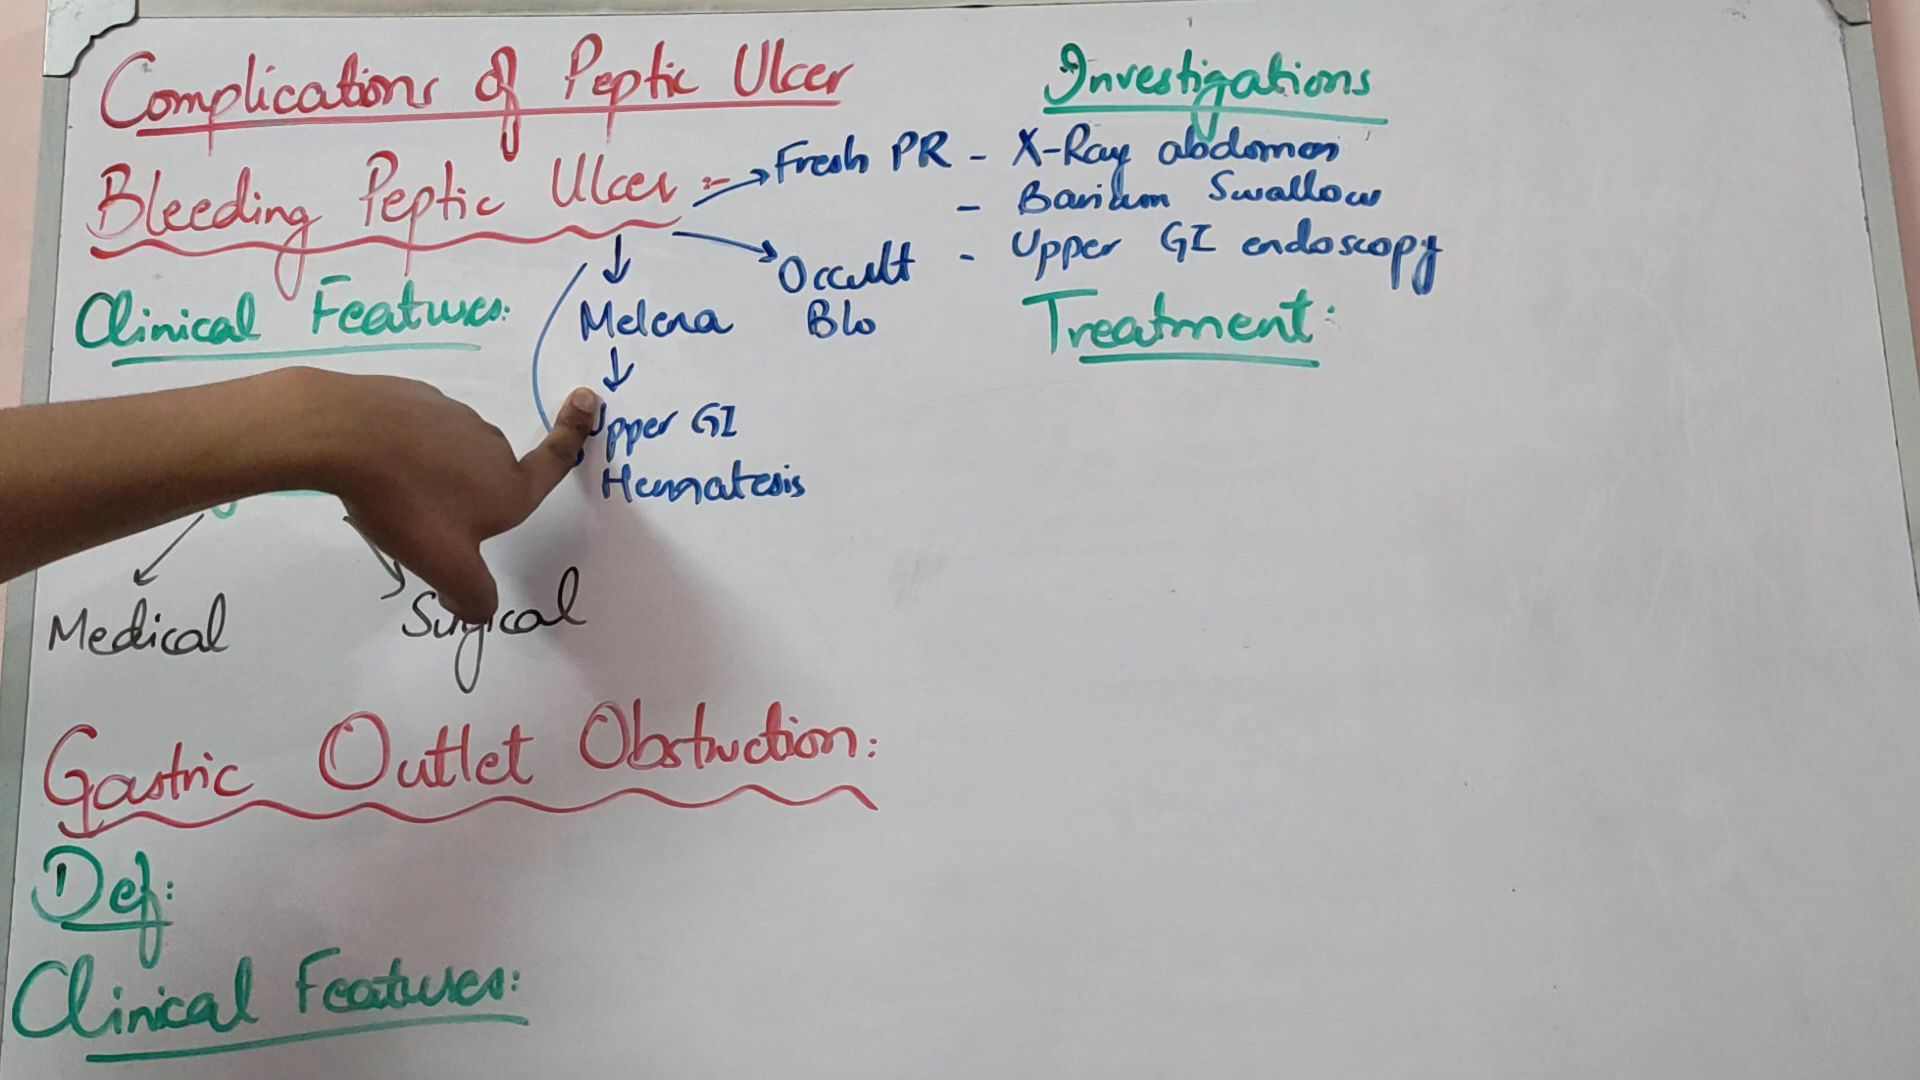 Complications of Peptic Ulcer
Bleeding Peptic Ulcer :-
Fresh PR
Occult
Blo
Melena
Upper GI
Hematesis
Clinical Features:
Medical
Surgical
Gastric Outlet Obstruction:
Def:
Clinical Features:
Investigations
- X-Ray abdomen
- Barium Swallow
- Upper GI endoscopy
Treatment: